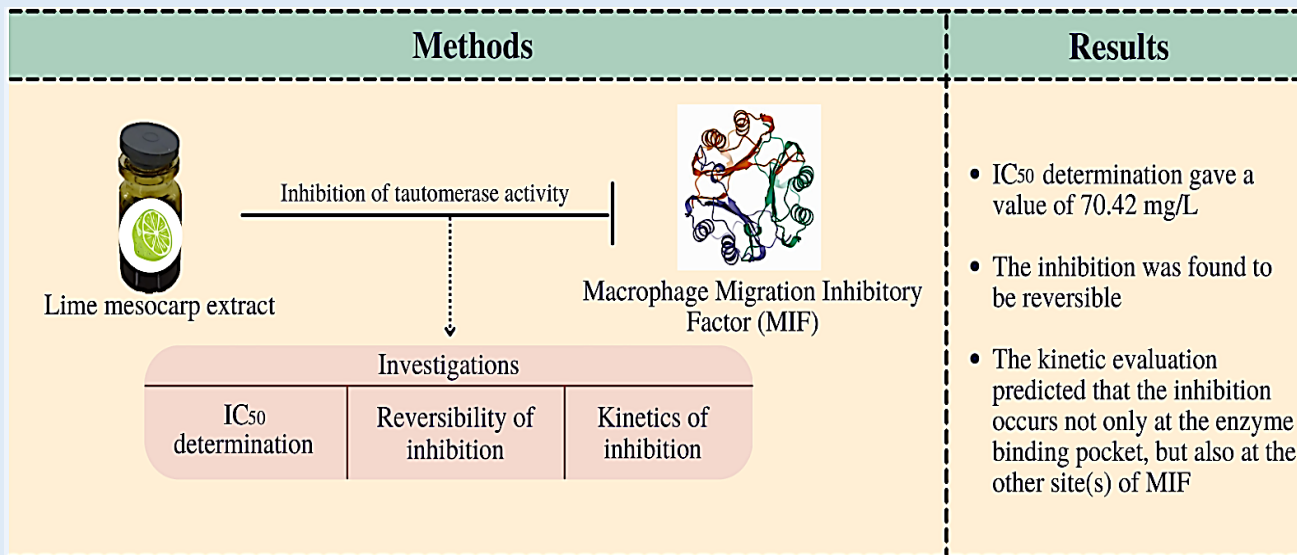 Methods
Results
Inhibition of tautomerase activity
Lime mesocarp extract
Macrophage Migration Inhibitory
Factor (MIF)
Investigations
IC50
determination
Reversibility of
inhibition
Kinetics of
inhibition
• IC50 determination gave a
value of 70.42 mg/L
• The inhibition was found to
be reversible
• The kinetic evaluation
predicted that the inhibition
occurs not only at the enzyme
binding pocket, but also at the
other site(s) of MIF